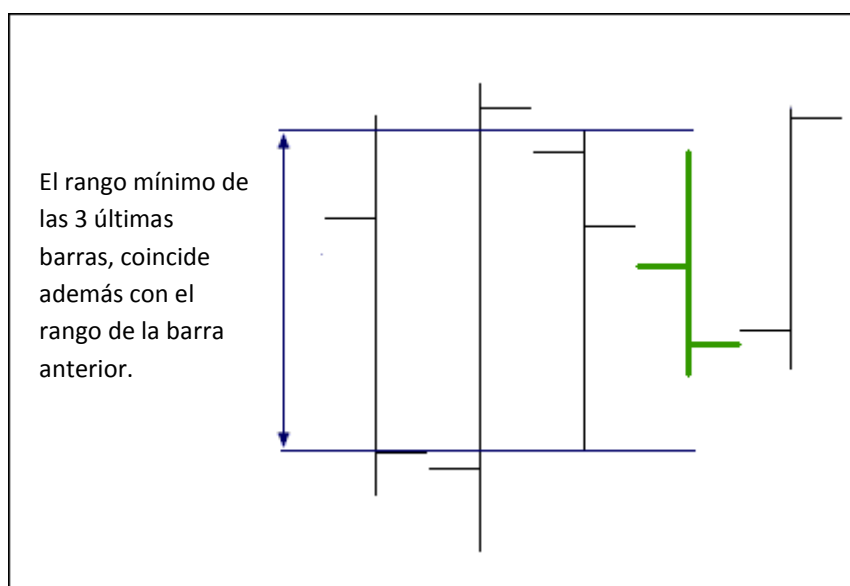 El rango mínimo de
las 3 últimas
barras, coincide
además con el
rango de la barra
anterior.